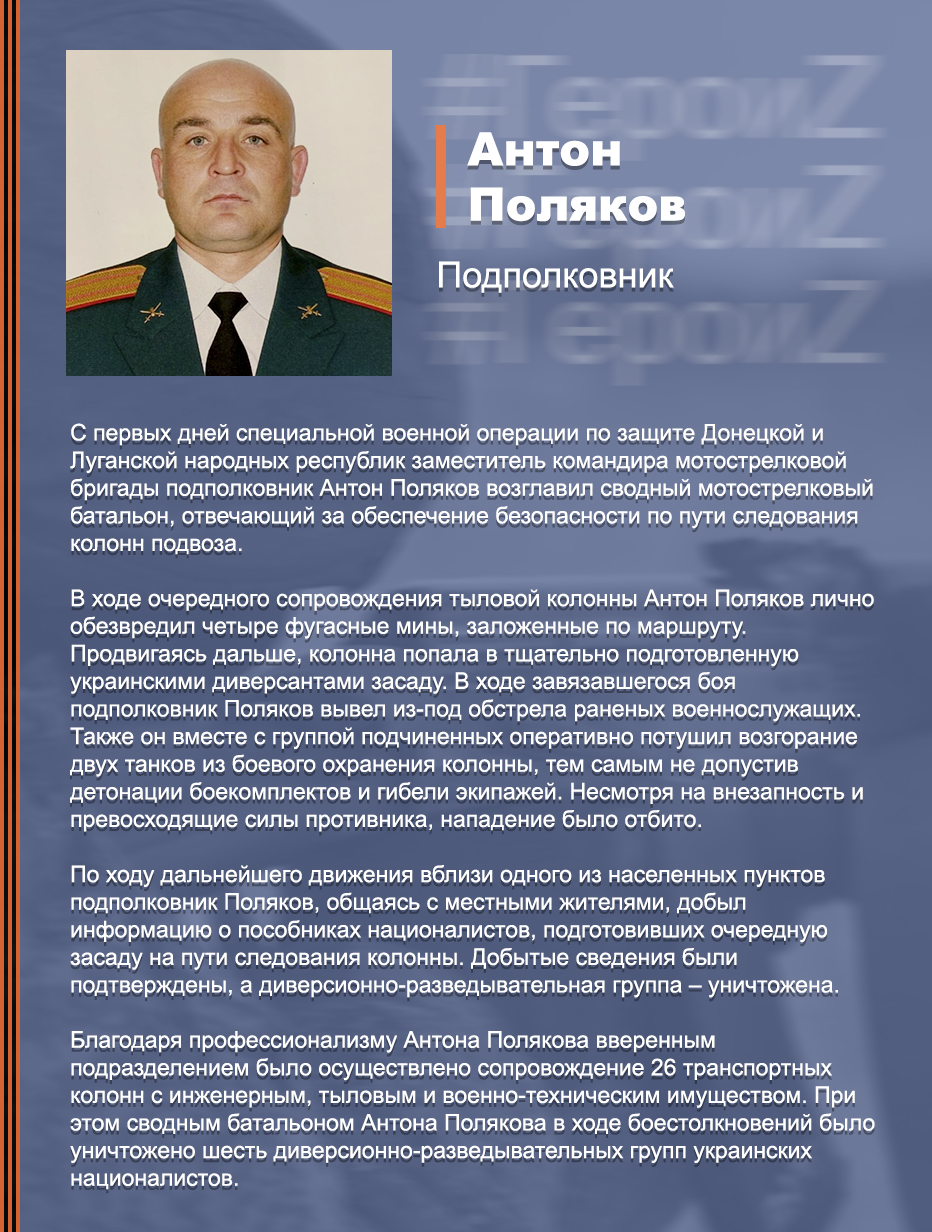 #ГероиZ
Антон
#ГероиZ
Поляков
Подполковник
#ГероиZ
С первых дней специальной военной операции по защите Донецкой и
Луганской народных республик заместитель командира мотострелковой
бригады подполковник Антон Поляков возглавил сводный мотострелковый
батальон, отвечающий за обеспечение безопасности по пути следования
колонн подвоза.
В ходе очередного сопровождения тыловой колонны Антон Поляков лично
обезвредил четыре фугасные мины, заложенные по маршруту.
Продвигаясь дальше, колонна попала в тщательно подготовленную
украинскими диверсантами засаду. В ходе завязавшегося боя
подполковник Поляков вывел из-под обстрела раненых военнослужащих.
Также он вместе с группой подчиненных оперативно потушил возгорание
двух танков из боевого охранения колонны, тем самым не допустив
детонации боекомплектов и гибели экипажей. Несмотря на внезапность и
превосходящие силы противника, нападение было отбито.
По ходу дальнейшего движения вблизи одного из населенных пунктов
подполковник Поляков, общаясь с местными жителями, добыл
информацию о пособниках националистов, подготовивших очередную
засаду на пути следования колонны. Добытые сведения были
подтверждены, а диверсионно-разведывательная группа – уничтожена.
Благодаря профессионализму Антона Полякова вверенным
подразделением было осуществлено сопровождение 26 транспортных
колонн с инженерным, тыловым и военно-техническим имуществом. При
этом сводным батальоном Антона Полякова в ходе боестолкновений было
уничтожено шесть диверсионно-разведывательных групп украинских
националистов.